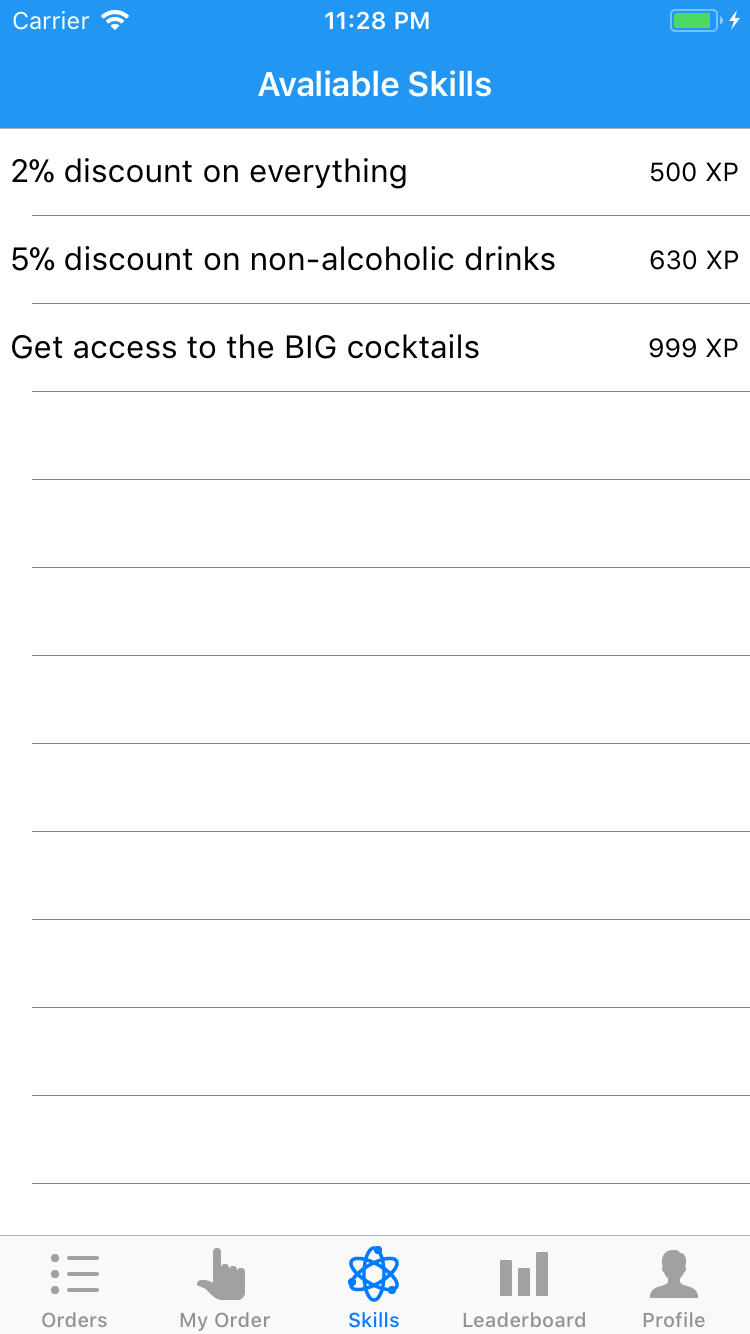 Carrier 11:28 PM
Avaliable Skills
2% discount on everything 500 XP
5% discount on non-alcoholic drinks 630 XP
Get access to the BIG cocktails 999 XP
Orders My Order Skills Leaderboard Profile